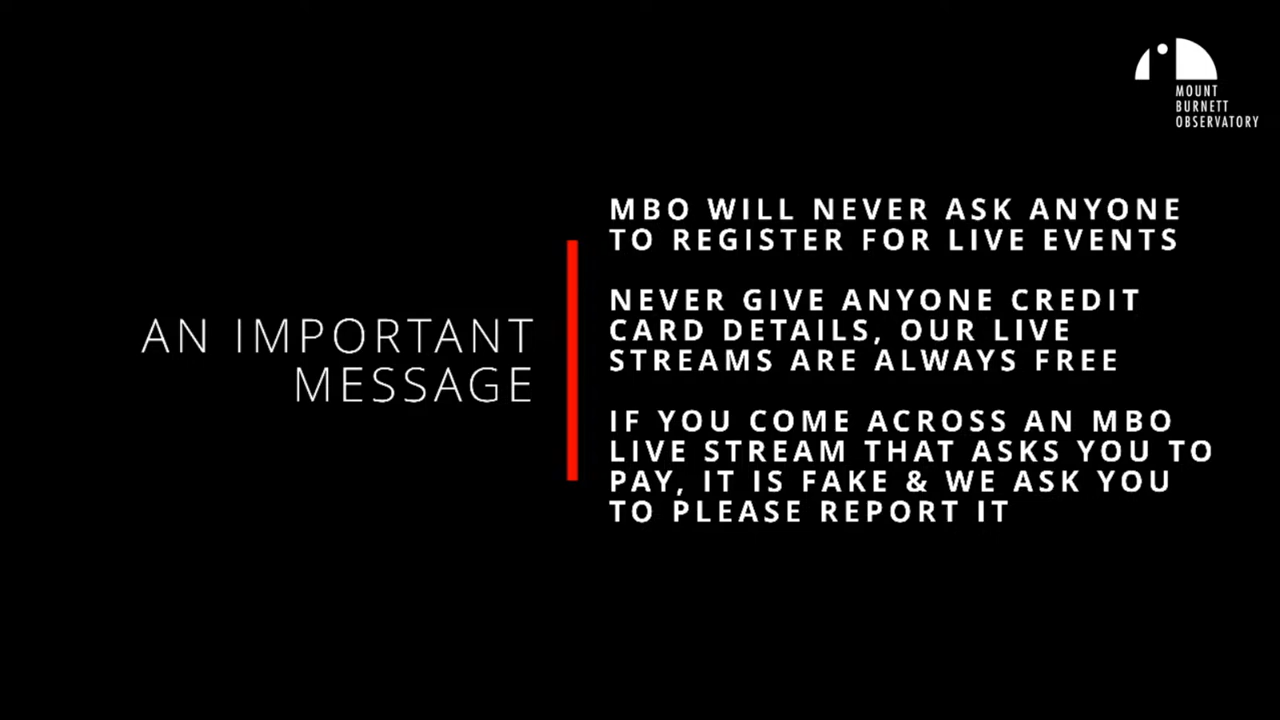 MOUNT
BURNETT
OBSERVATORY
AN IMPORTANT
MESSAGE
MBO WILL NEVER ASK ANYONE
TO REGISTER FOR LIVE EVENTS
NEVER GIVE ANYONE CREDIT
CARD DETAILS, OUR LIVE
STREAMS ARE ALWAYS FREE
IF YOU COME ACROSS AN MBO
LIVE STREAM THAT ASKS YOU TO
PAY, IT IS FAKE & WE ASK YOU
TO PLEASE REPORT IT